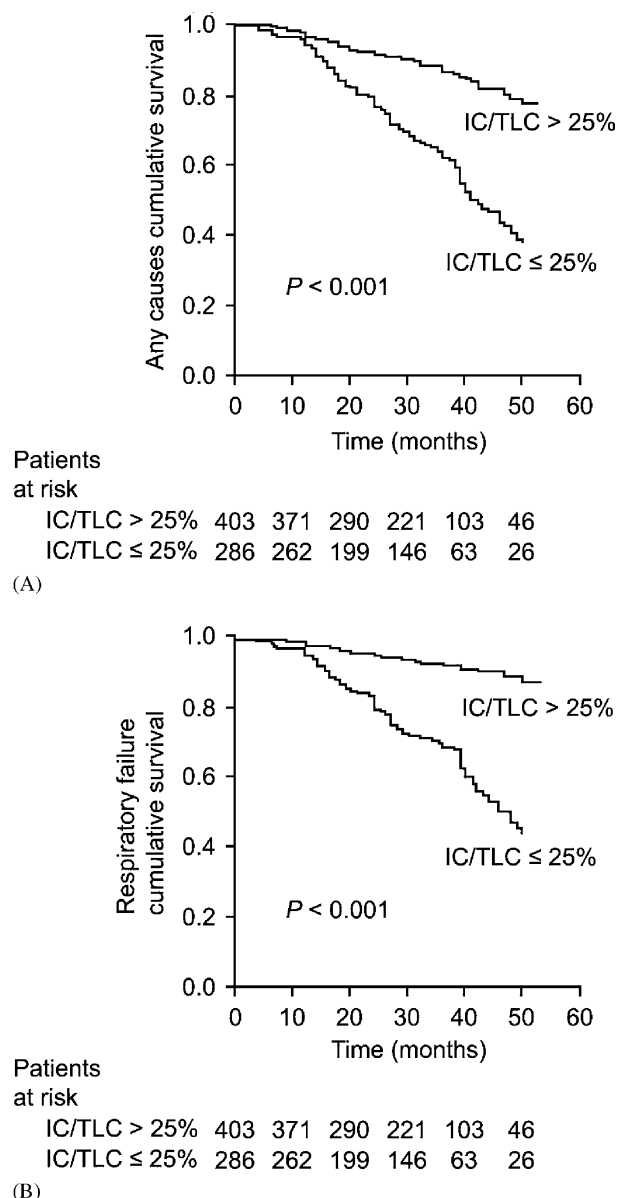 1.0
0.8
0.6
0.4
0.2
0.0
Any causes cumulative survival
IC/TLC > 25%
IC/TLC ≤ 25%
P < 0.001
0 10 20 30 40 50 60
Time (months)
Patients
at risk
IC/TLC > 25% 403 371 290 221 103 46
IC/TLC ≤ 25% 286 262 199 146 63 26
(A)
1.0
0.8
0.6
0.4
0.2
0.0
Respiratory failure
cumulative survival
IC/TLC > 25%
IC/TLC ≤ 25%
P < 0.001
0 10 20 30 40 50 60
Time (months)
Patients
at risk
IC/TLC > 25% 403 371 290 221 103 46
IC/TLC ≤ 25% 286 262 199 146 63 26
(B)